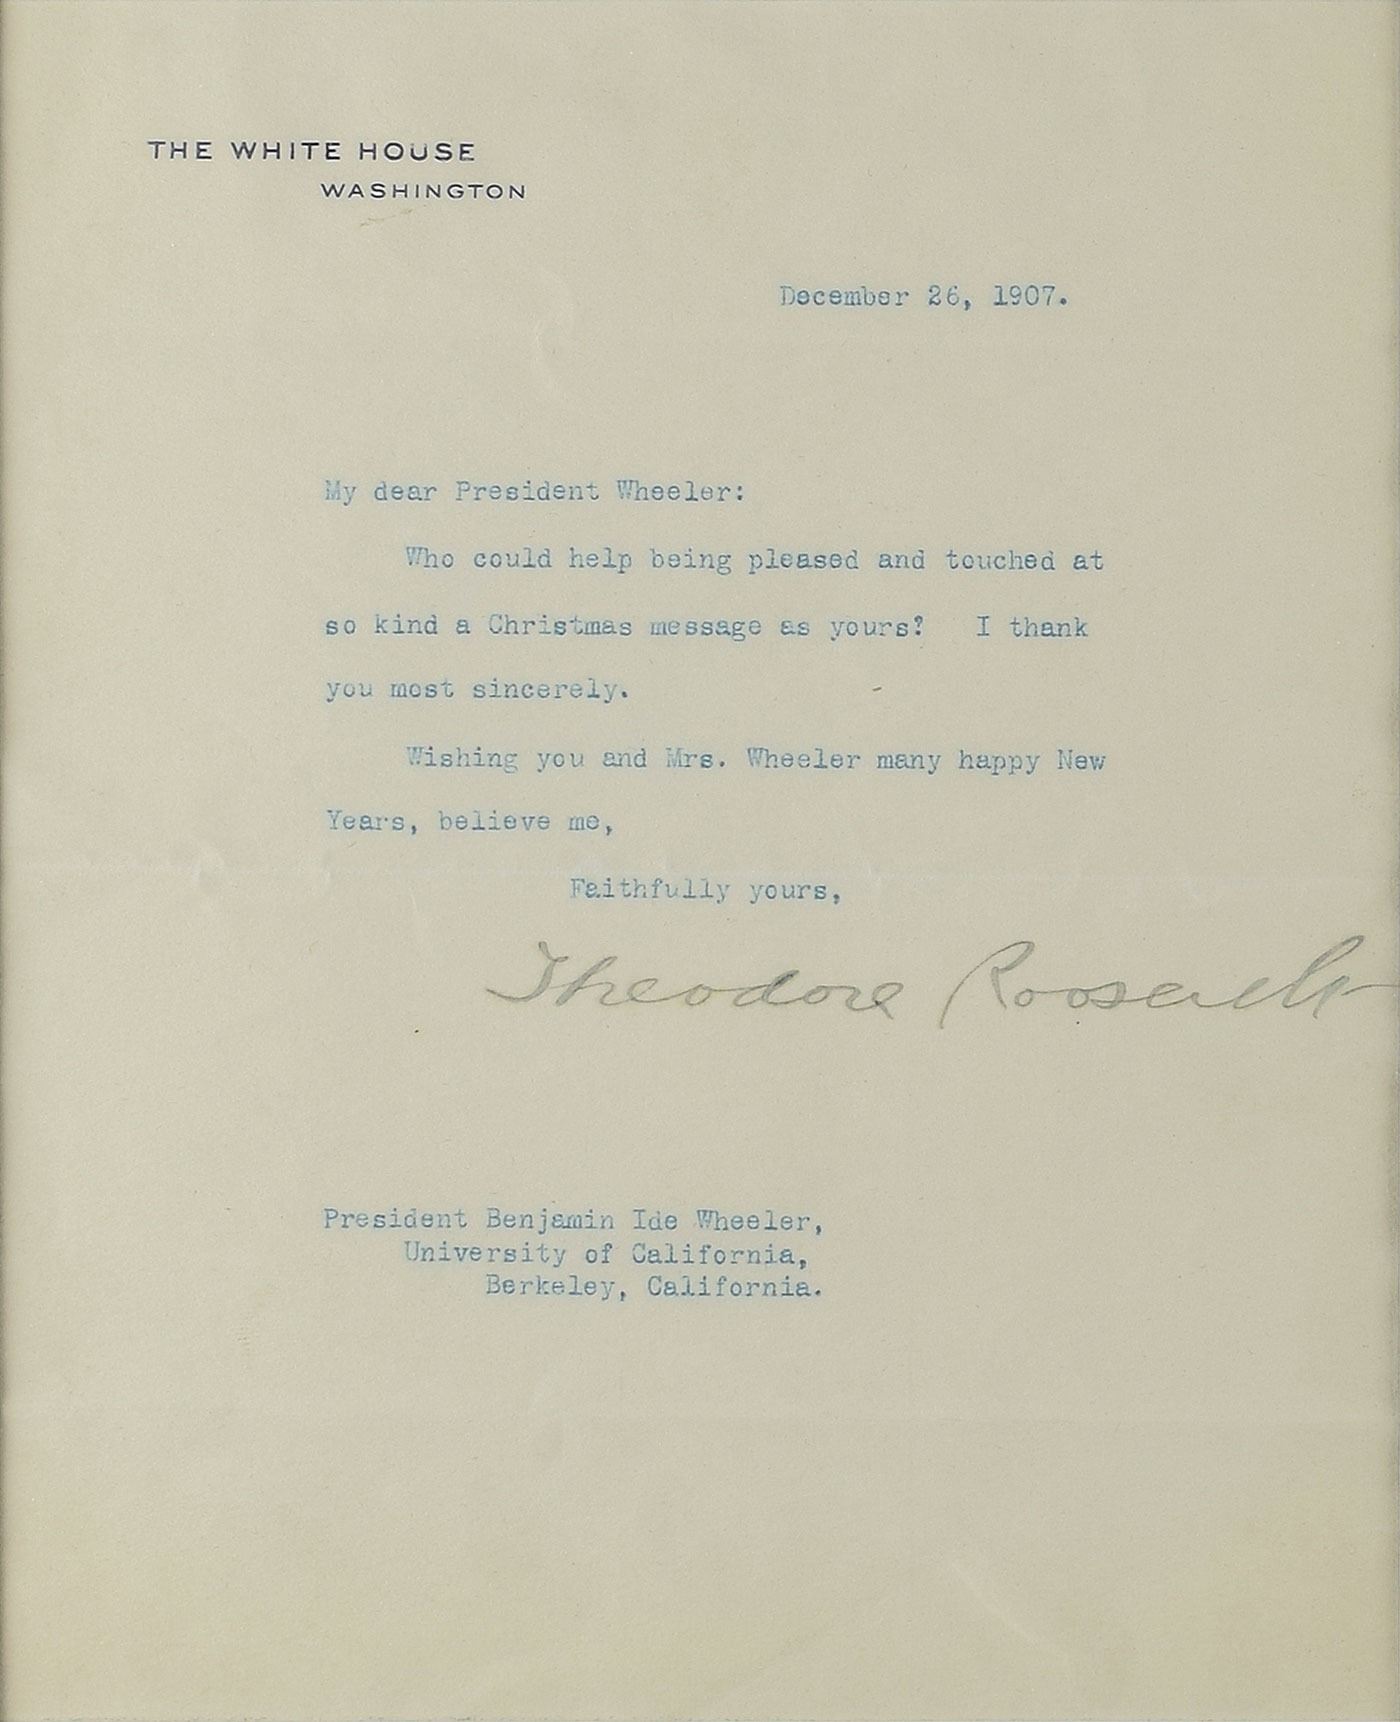 THE WHITE HOUSE
WASHINGTON
December 26, 1907.
My dear President Wheeler:
Who could help being pleased and touched at
so kind a Christmas message as yours? I thank
you most sincerely.
Wishing you and Mrs. Wheeler many happy New
Years, believe me,
Faithfully yours,
Theodore Roosevelt
President Benjamin Ide Wheeler,
University of California,
Berkeley, California.